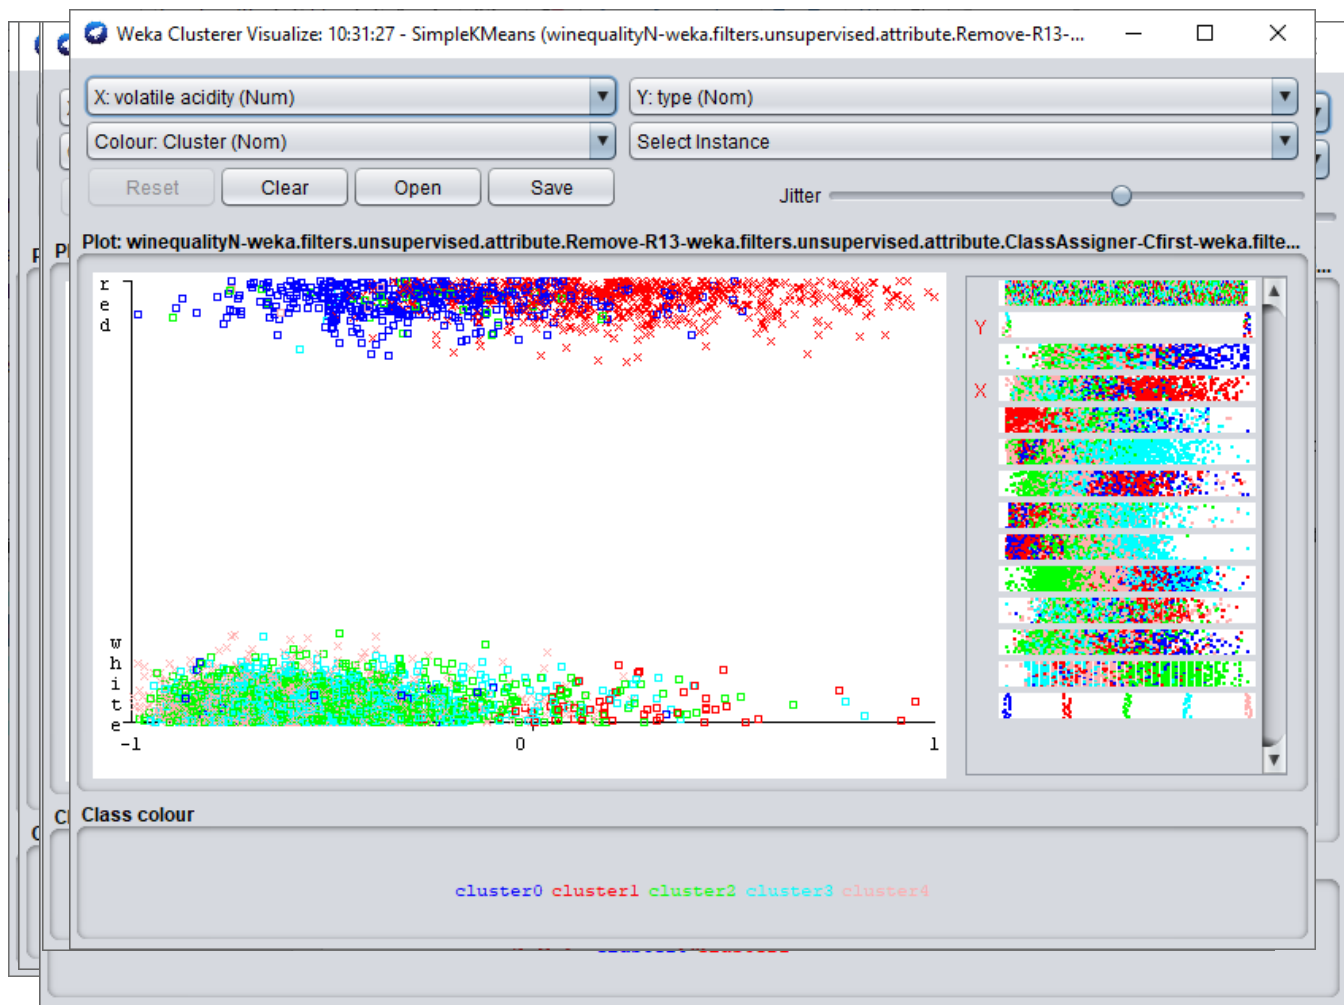 Weka Clusterer Visualize: 10:31:27 - SimpleKMeans (winequalityN-weka.filters.unsupervised.attribute.Remove-R13-...
X: volatile acidity (Num)
Y: type (Nom)
Colour: Cluster (Nom)
Select Instance
Reset
Clear
Open
Save
Jitter
Plot: winequalityN-weka.filters.unsupervised.attribute.Remove-R13-weka.filters.unsupervised.attribute.ClassAssigner-Cfirst-weka.filte...
red
white
-1
0
1
Y
X
Class colour
cluster0 cluster1 cluster2 cluster3 cluster4